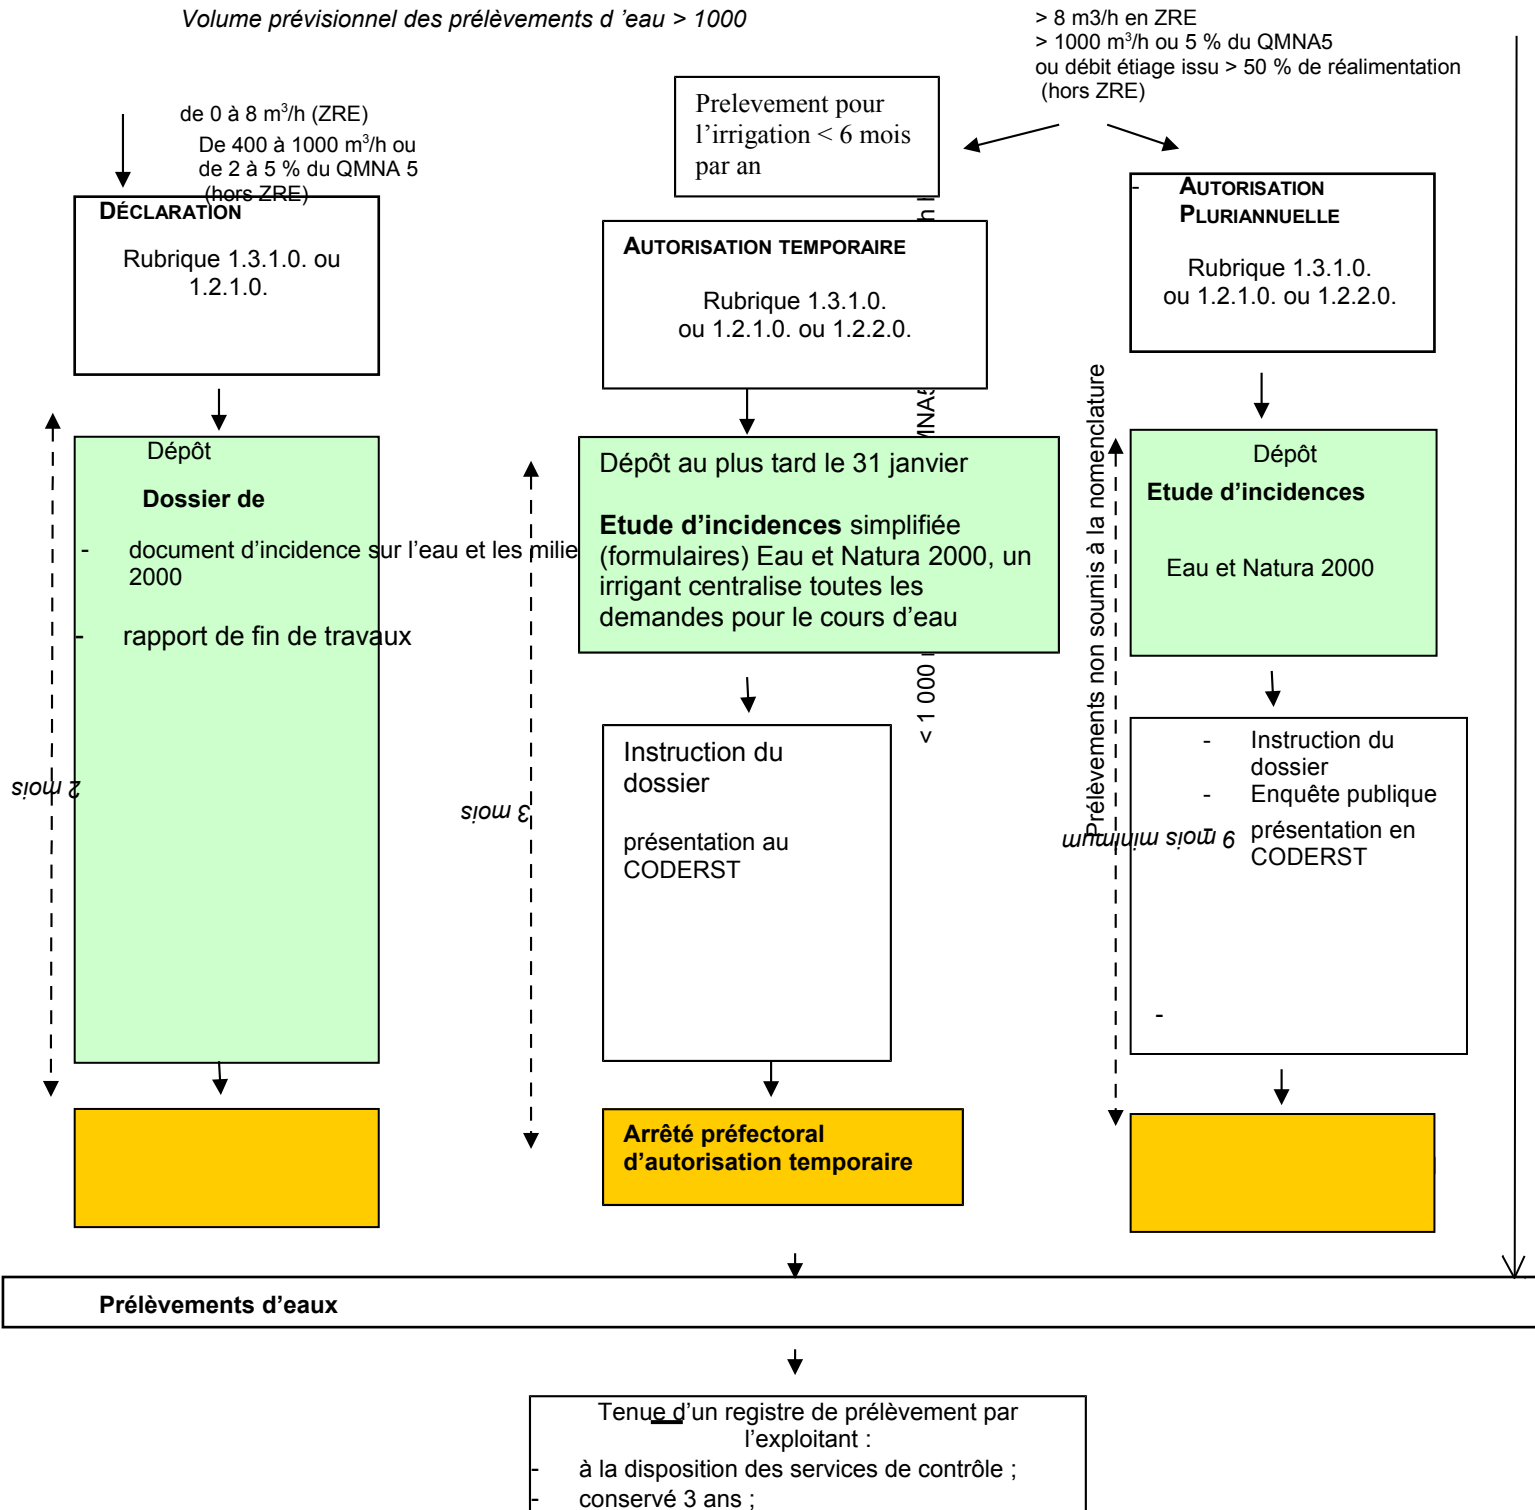 Volume prévisionnel des prélèvements d 'eau > 1000
> 8 m3/h en ZRE
> 1000 m³/h ou 5 % du QMNA5
ou débit étiage issu > 50 % de réalimentation
(hors ZRE)
de 0 à 8 m³/h (ZRE)
De 400 à 1000 m³/h ou
de 2 à 5 % du QMNA 5
(hors ZRE)
Prelevement pour
l'irrigation < 6 mois
par an
DÉCLARATION
Rubrique 1.3.1.0. ou
1.2.1.0.
AUTORISATION TEMPORAIRE
Rubrique 1.3.1.0.
ou 1.2.1.0. ou 1.2.2.0.
- AUTORISATION
PLURIANNUELLE
Rubrique 1.3.1.0.
ou 1.2.1.0. ou 1.2.2.0.
Dépôt
Dossier de
- document d'incidence sur l'eau et les milie
2000
- rapport de fin de travaux
2 mois
Dépôt au plus tard le 31 janvier
Etude d'incidences simplifiée
(formulaires) Eau et Natura 2000, un
irrigant centralise toutes les
demandes pour le cours d'eau
3 mois
Instruction du
dossier
présentation au
CODERST
< 1 000
Prélèvements non soumis à la nomenclature
Dépôt
Etude d'incidences
Eau et Natura 2000
9 mois minimum
- Instruction du
dossier
- Enquête publique
- présentation en
CODERST
-
Arrêté préfectoral
d'autorisation temporaire
Prélèvements d'eaux
Tenue d'un registre de prélèvement par
l'exploitant :
- à la disposition des services de contrôle ;
- conservé 3 ans ;